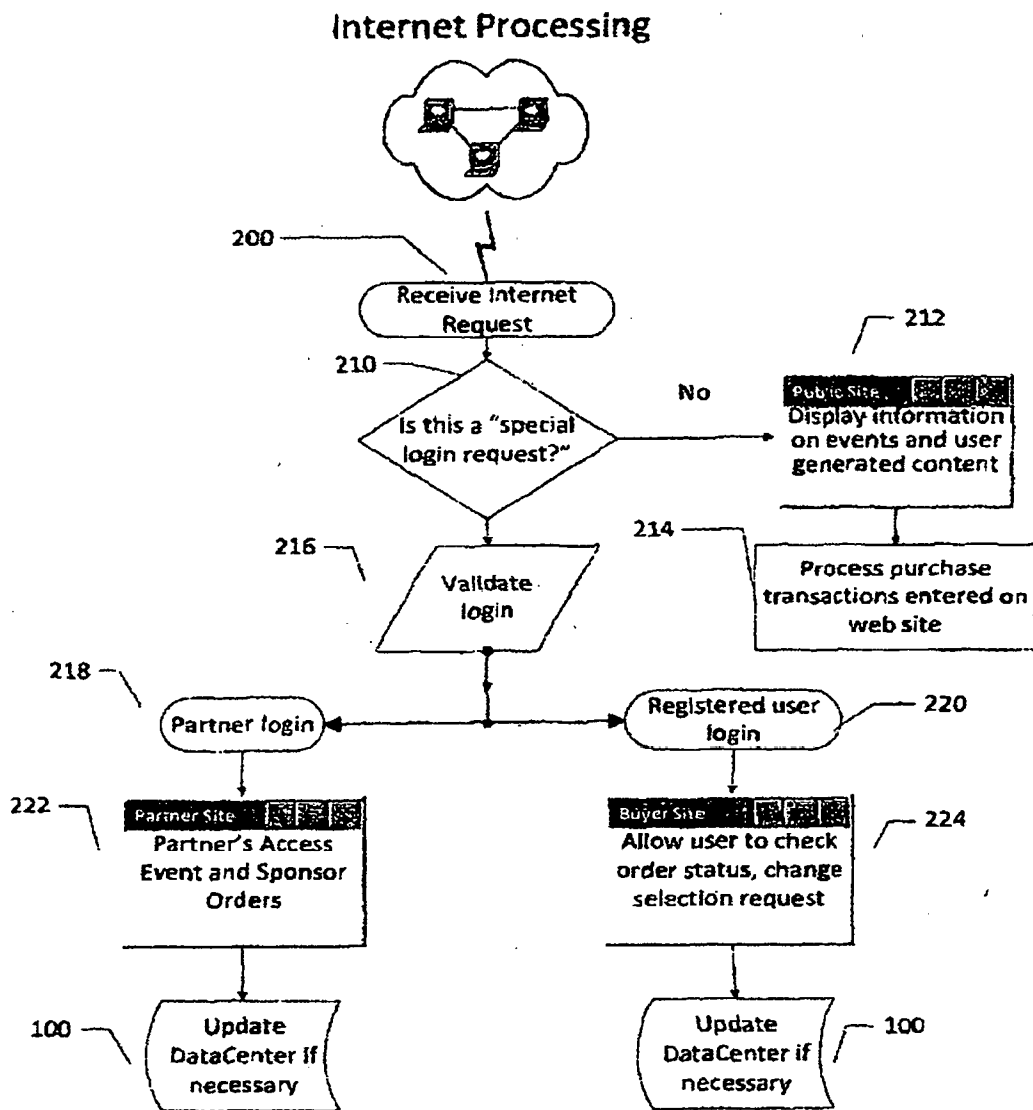 Internet Processing
200
Receive Internet
Request
210
Is this a "special
login request?"
No
212
Public Site
Display information
on events and user
generated content
214
Process purchase
transactions entered on
web site
216
Validate
login
218
Partner login
Registered user
login
220
222
Partner Site
Partner's Access
Event and Sponsor
Orders
Buyer Site
Allow user to check
order status, change
selection request
224
100
Update
DataCenter if
necessary
Update
DataCenter if
necessary
100